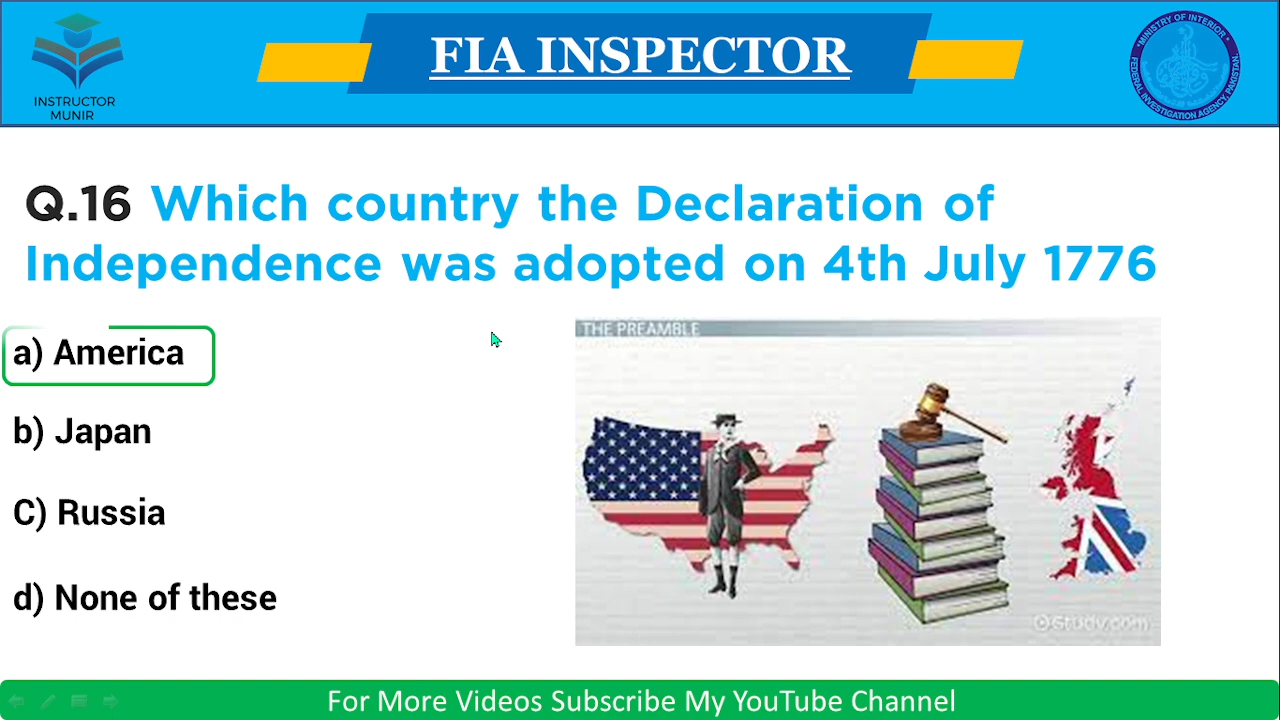 INSTRUCTOR
MUNIR
FIA INSPECTOR
MINISTRY OF INTERIOR
FEDERAL INVESTIGATION AGENCY, PAKISTAN.
Q.16 Which country the Declaration of
Independence was adopted on 4th July 1776
a) America
b) Japan
C) Russia
d) None of these
THE PREAMBLE
Study.com
For More Videos Subscribe My YouTube Channel